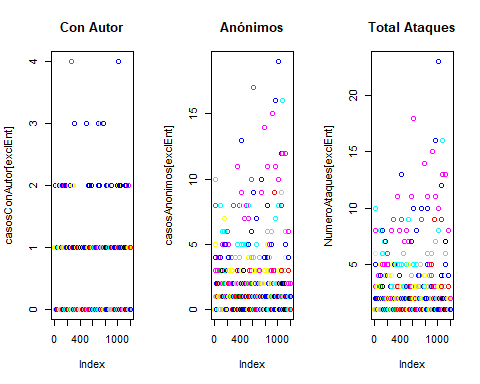 Con Autor
casosConAutor[exclEnt]
4
3
2
1
0
0
400
1000
Index
Anónimos
casosAnonimos[exclEnt]
15
10
5
0
0
400
1000
Index
Total Ataques
NumeroAtaques[exclEnt]
20
15
10
5
0
400
1000
Index